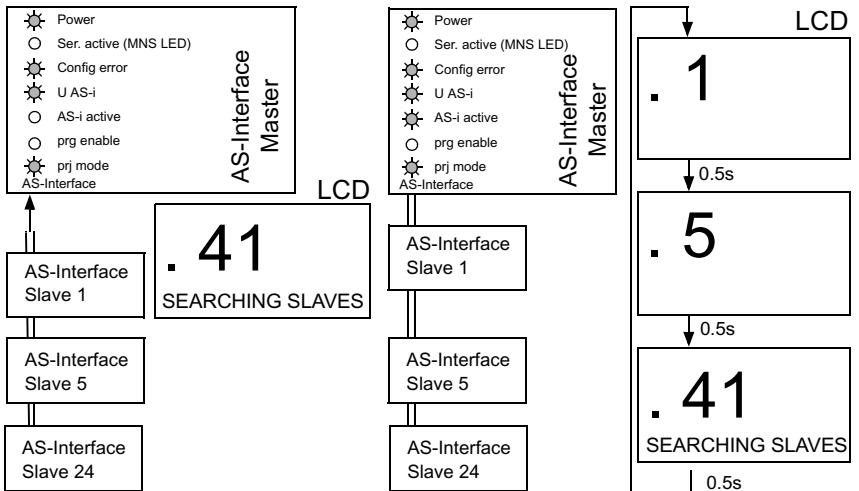 Power
Ser. active (MNS LED)
Config error
U AS-i
AS-i active
prg enable
prj mode
AS-Interface
AS-Interface
Master
LCD
. 41
SEARCHING SLAVES
AS-Interface
Slave 1
AS-Interface
Slave 5
AS-Interface
Slave 24
Power
Ser. active (MNS LED)
Config error
U AS-i
AS-i active
prg enable
prj mode
AS-Interface
AS-Interface
Master
AS-Interface
Slave 1
AS-Interface
Slave 5
AS-Interface
Slave 24
LCD
. 1
0.5s
. 5
0.5s
. 41
SEARCHING SLAVES
0.5s